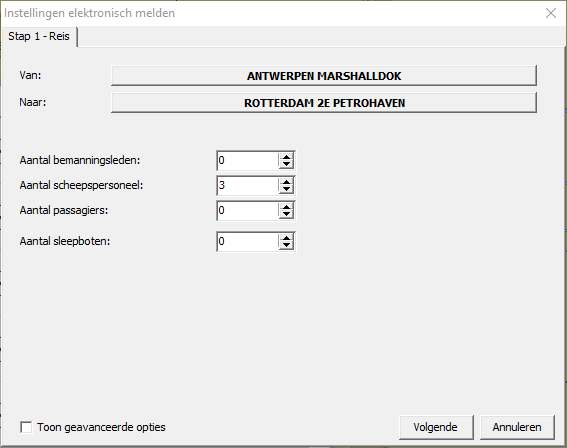 Instellingen elektronisch melden
Stap 1 - Reis
Van: ANTWERPEN MARSHALLDOK
Naar: ROTTERDAM 2E PETROHAVEN
Aantal bemanningsleden: 0
Aantal scheepspersoneel: 3
Aantal passagiers: 0
Aantal sleepboten: 0
Toon geavanceerde opties Volgende Annuleren